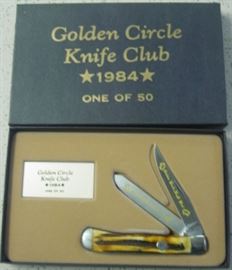 Golden Circle
Knife Club
★1984★
ONE OF 50
Golden Circle
Knife Club
★1984★
ONE OF 50